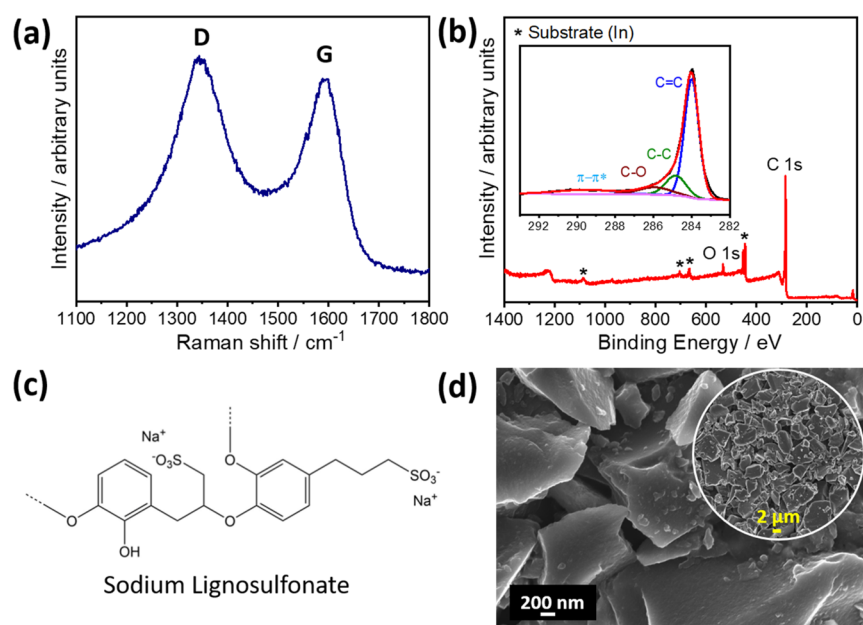 (a)
D
G
Intensity / arbitrary units
1100 1200 1300 1400 1500 1600 1700 1800
Raman shift / cm⁻¹
(b)
* Substrate (In)
C=C
C-C
C-O
π−π*
292 290 288 286 284 282
C 1s
O 1s
* * * *
Intensity / arbitrary units
1400 1200 1000 800 600 400 200 0
Binding Energy / eV
(c)
Na⁺
⁻O₃S
O
SO₃⁻
Na⁺
O
O
OH
Sodium Lignosulfonate
(d)
2 µm
200 nm